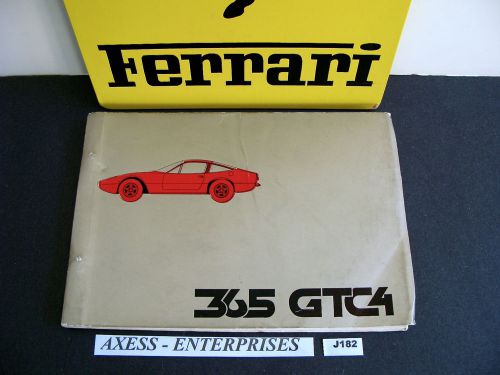 Ferrari
365 GTC4
AXESS - ENTERPRISES
J182